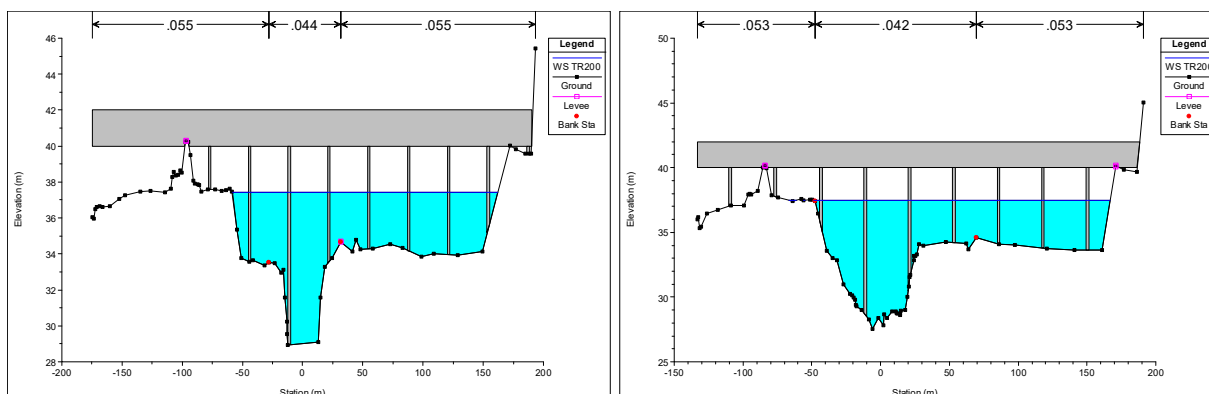 .055 .044 .055
46
44
42
40
38
36
34
32
30
28
Elevation (m)
-200 -150 -100 -50 0 50 100 150 200
Station (m)
Legend
WS TR200
Ground
Levee
Bank Sta
.053 .042 .053
50
45
40
35
30
25
Elevation (m)
-150 -100 -50 0 50 100 150 200
Station (m)
Legend
WS TR200
Ground
Levee
Bank Sta